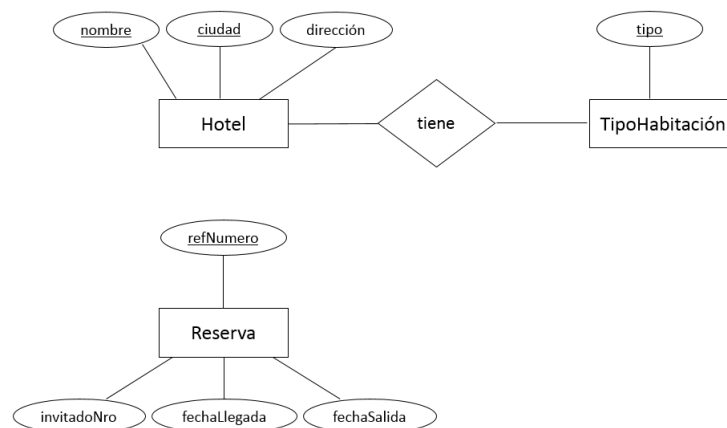 nombre
ciudad
dirección
tipo
Hotel
tiene
TipoHabitación
refNumero
Reserva
invitadoNro
fechaLlegada
fechaSalida